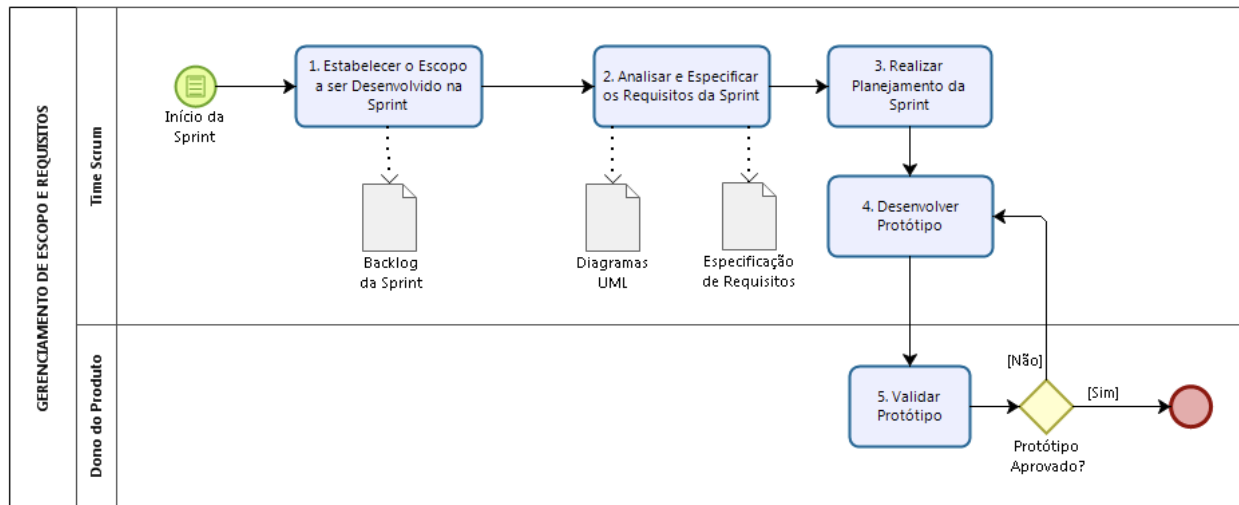 GERENCIAMENTO DE ESCOPO E REQUISITOS
Time Scrum
Início da
Sprint
1. Estabelecer o Escopo
a ser Desenvolvido na
Sprint
2. Analisar e Especificar
os Requisitos da Sprint
3. Realizar
Planejamento da
Sprint
Backlog
da Sprint
Diagramas
UML
Especificação
de Requisitos
4. Desenvolver
Protótipo
Dono do Produto
5. Validar
Protótipo
[Não]
[Sim]
Protótipo
Aprovado?